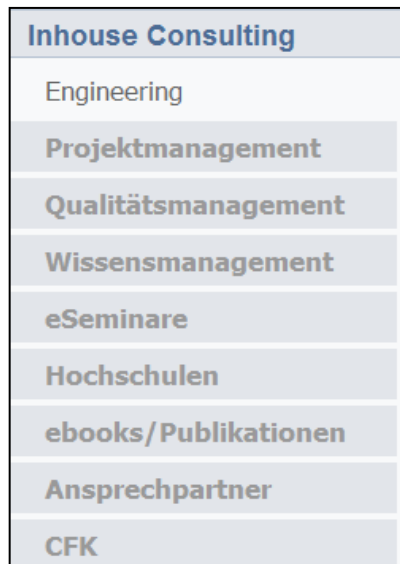 Inhouse Consulting
Engineering
Projektmanagement
Qualitätsmanagement
Wissensmanagement
eSeminare
Hochschulen
ebooks/Publikationen
Ansprechpartner
CFK